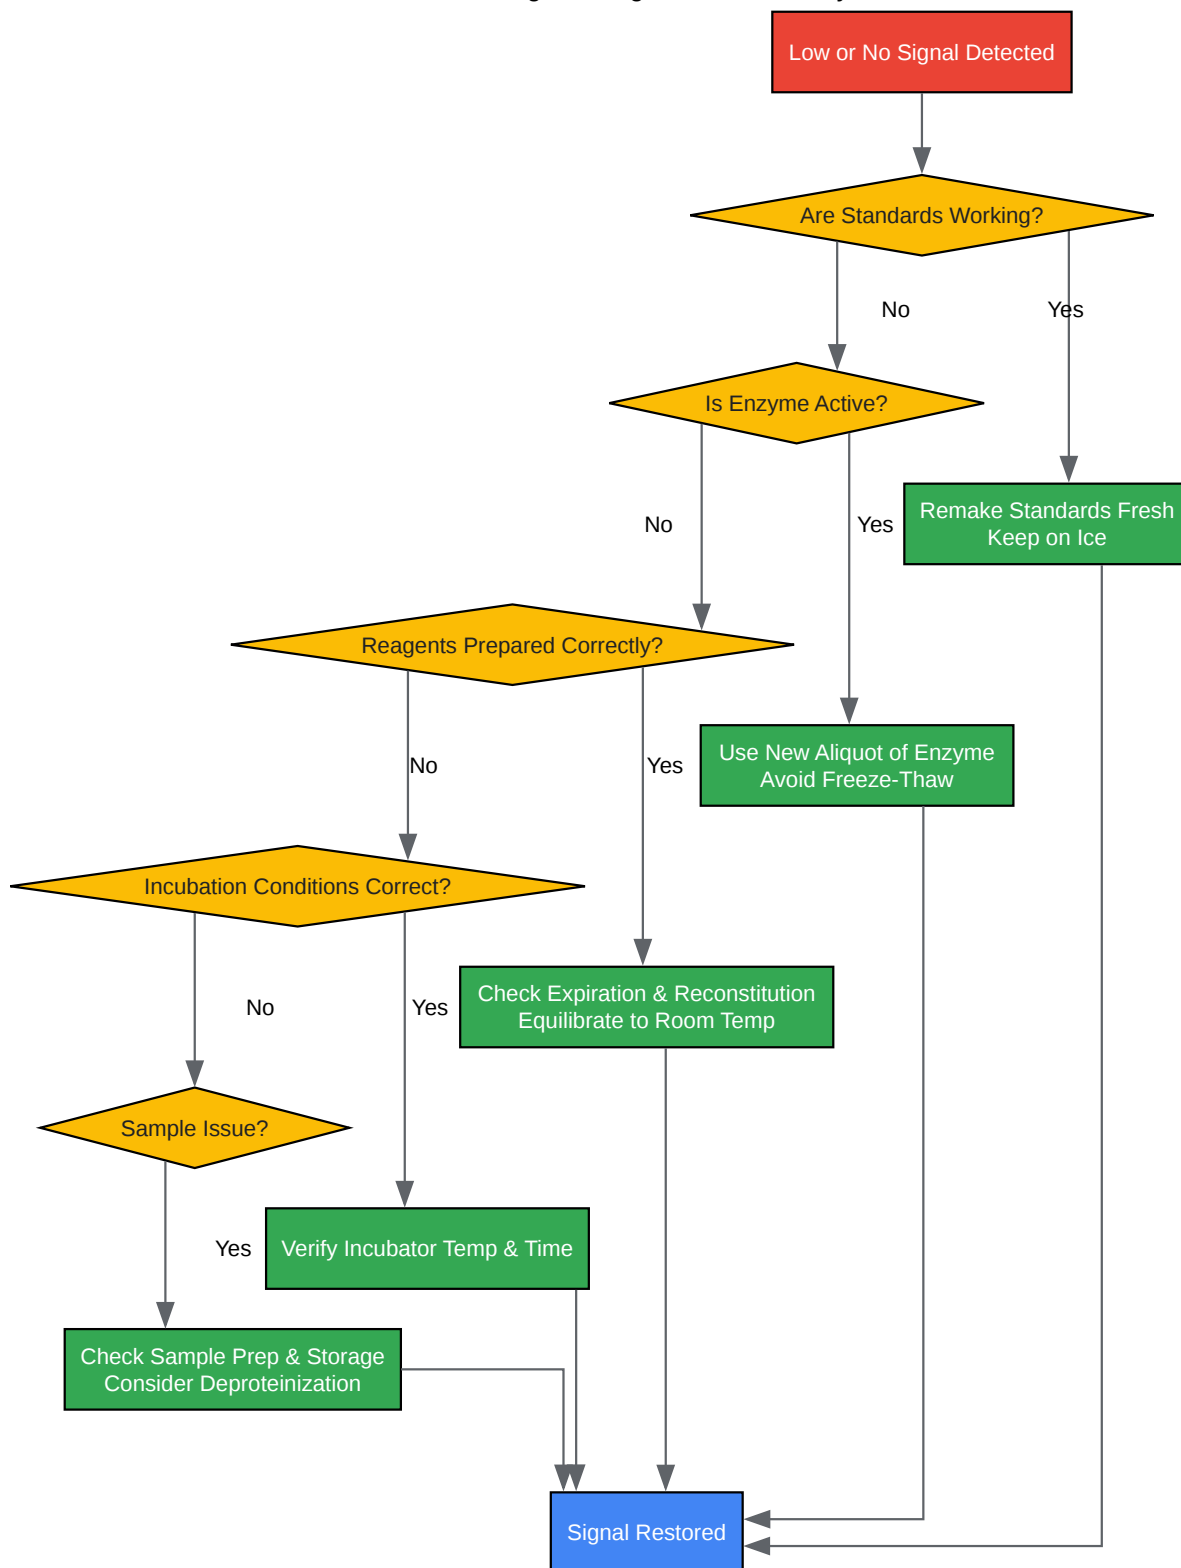 Low or No Signal Detected
Are Standards Working?
No
Yes
Is Enzyme Active?
Remake Standards Fresh
Keep on Ice
No
Yes
Reagents Prepared Correctly?
Use New Aliquot of Enzyme
Avoid Freeze-Thaw
No
Yes
Incubation Conditions Correct?
Check Expiration & Reconstitution
Equilibrate to Room Temp
No
Yes
Sample Issue?
Yes
Verify Incubator Temp & Time
Check Sample Prep & Storage
Consider Deproteinization
Signal Restored